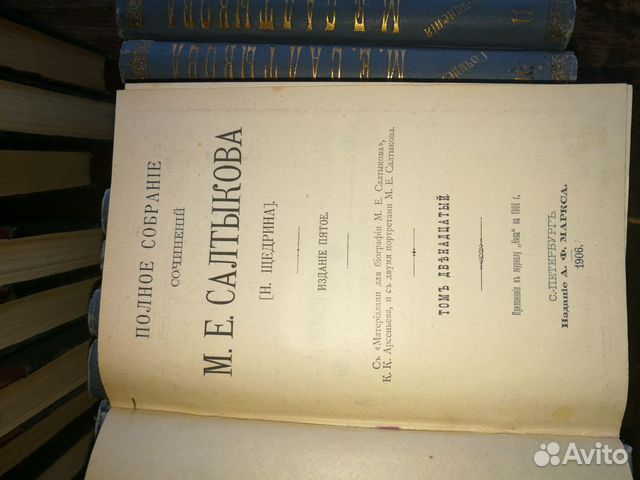 ПОЛНОЕ СОБРАНІЕ
СОЧИНЕНІЙ
М. Е. САЛТЫКОВА
[Н. ЩЕДРИНА].
ИЗДАНІЕ ПЯТОЕ.
Съ «Матеріалами для біографіи М. Е. Салтыкова»,
К. К. Арсеньева, и съ двумя портретами М. Е. Салтыкова.
ТОМЪ ДВѢНАДЦАТЫЙ.
Приложеніе къ журналу „Нива“ на 1906 г.
С.-ПЕТЕРБУРГЪ.
Изданіе А. Ф. МАРКСА.
1906.
Avito